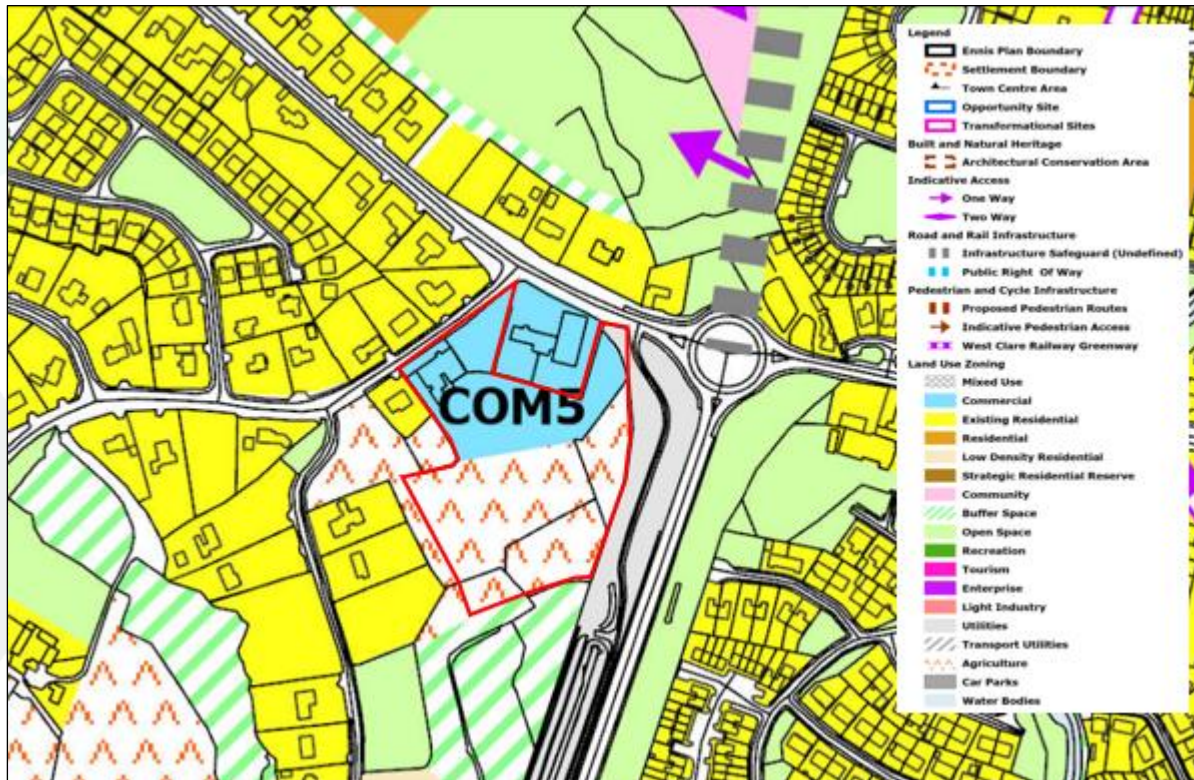 COM5
Legend
Ennis Plan Boundary
Settlement Boundary
Town Centre Area
Opportunity Site
Transformational Sites
Built and Natural Heritage
Architectural Conservation Area
Indicative Access
One Way
Two Way
Road and Rail Infrastructure
Infrastructure Safeguard (Undefined)
Public Right Of Way
Pedestrian and Cycle Infrastructure
Proposed Pedestrian Routes
Indicative Pedestrian Access
West Clare Railway Greenway
Land Use Zoning
Mixed Use
Commercial
Existing Residential
Residential
Low Density Residential
Strategic Residential Reserve
Community
Buffer Space
Open Space
Recreation
Tourism
Enterprise
Light Industry
Utilities
Transport Utilities
Agriculture
Car Parks
Water Bodies